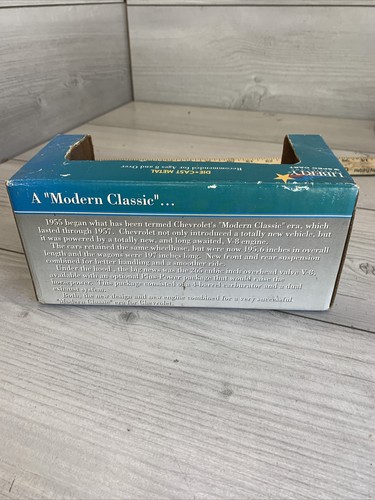 DIE-CAST METAL
Recommended for Ages 8 and Over
LIBERTY
A "Modern Classic"...
1955 began what has been termed Chevrolet's "Modern Classic" era, which
lasted through 1957. Chevrolet not only introduced a totally new vehicle, but
it was powered by a totally new, and long awaited, V-8 engine.
The cars retained the same wheelbase, but were now 195.6 inches in overall
length and the wagons were 197 inches long. New front and rear suspension
combined for better handling and a smoother ride.
Under the hood, the big news was the 265 cubic inch overhead valve V-8,
available with optional Plus Power package that would raise the
horsepower. This package consisted of a 4-barrel carburator and a dual
exhaust system.
Both the new design and new engine combined for a very successful
"Modern Classic" era for Chevrolet.